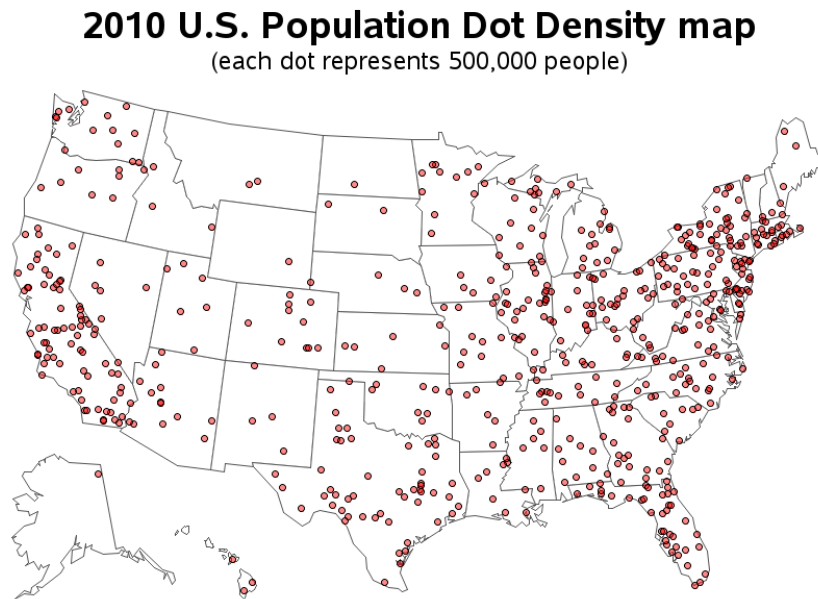 2010 U.S. Population Dot Density map
(each dot represents 500,000 people)